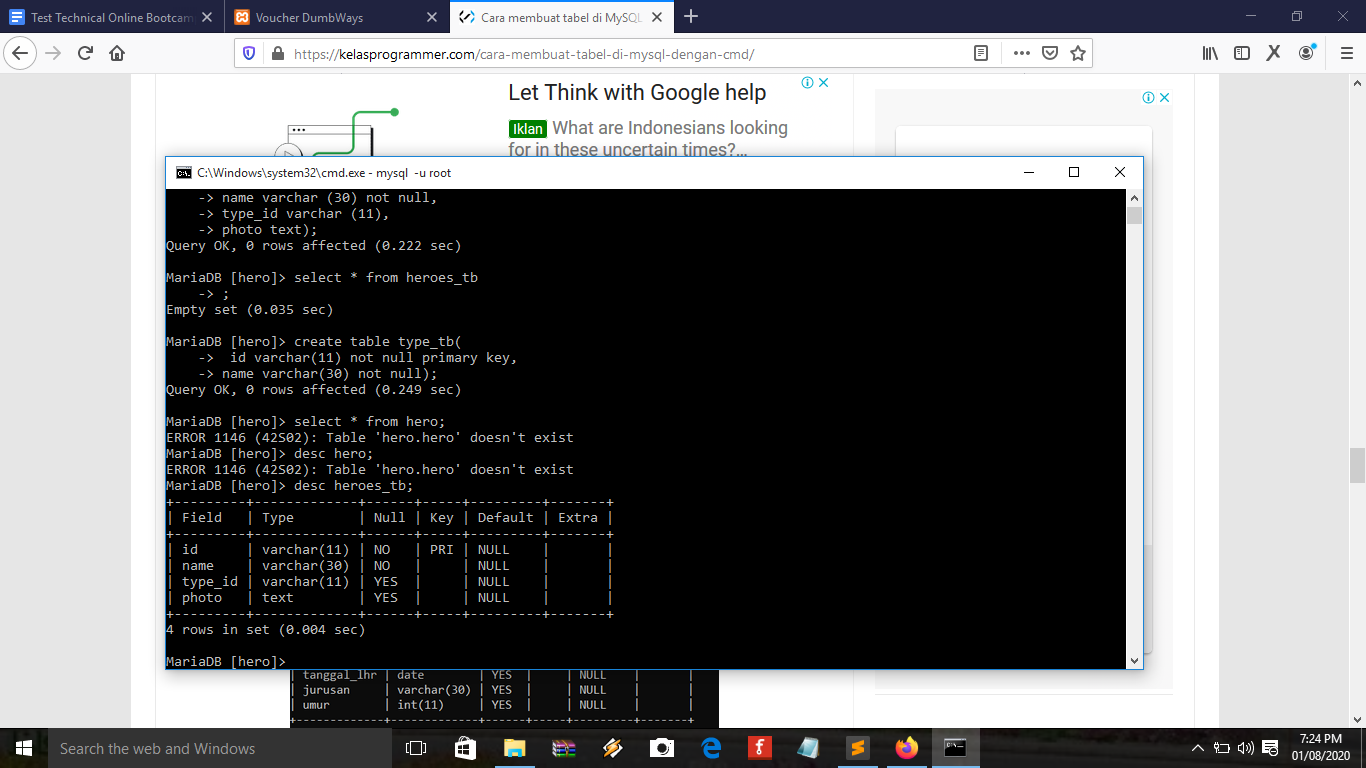 Test Technical Online Bootcam
Voucher DumbWays
Cara membuat tabel di MySQL
https://kelasprogrammer.com/cara-membuat-tabel-di-mysql-dengan-cmd/
Let Think with Google help
Iklan What are Indonesians looking
for in these uncertain times?...
C:\Windows\system32\cmd.exe - mysql -u root
-> name varchar (30) not null,
-> type_id varchar (11),
-> photo text);
Query OK, 0 rows affected (0.222 sec)
MariaDB [hero]> select * from heroes_tb
-> ;
Empty set (0.035 sec)
MariaDB [hero]> create table type_tb(
->  id varchar(11) not null primary key,
-> name varchar(30) not null);
Query OK, 0 rows affected (0.249 sec)
MariaDB [hero]> select * from hero;
ERROR 1146 (42S02): Table 'hero.hero' doesn't exist
MariaDB [hero]> desc hero;
ERROR 1146 (42S02): Table 'hero.hero' doesn't exist
MariaDB [hero]> desc heroes_tb;
+---------+-------------+------+-----+---------+-------+
| Field   | Type        | Null | Key | Default | Extra |
+---------+-------------+------+-----+---------+-------+
| id      | varchar(11) | NO   | PRI | NULL    |       |
| name    | varchar(30) | NO   |     | NULL    |       |
| type_id | varchar(11) | YES  |     | NULL    |       |
| photo   | text        | YES  |     | NULL    |       |
+---------+-------------+------+-----+---------+-------+
4 rows in set (0.004 sec)
MariaDB [hero]>
| tanggal_lhr | date        | YES  |     | NULL    |       |
| jurusan     | varchar(30) | YES  |     | NULL    |       |
| umur        | int(11)     | YES  |     | NULL    |       |
+-------------+-------------+------+-----+---------+-------+
Search the web and Windows
7:24 PM
01/08/2020